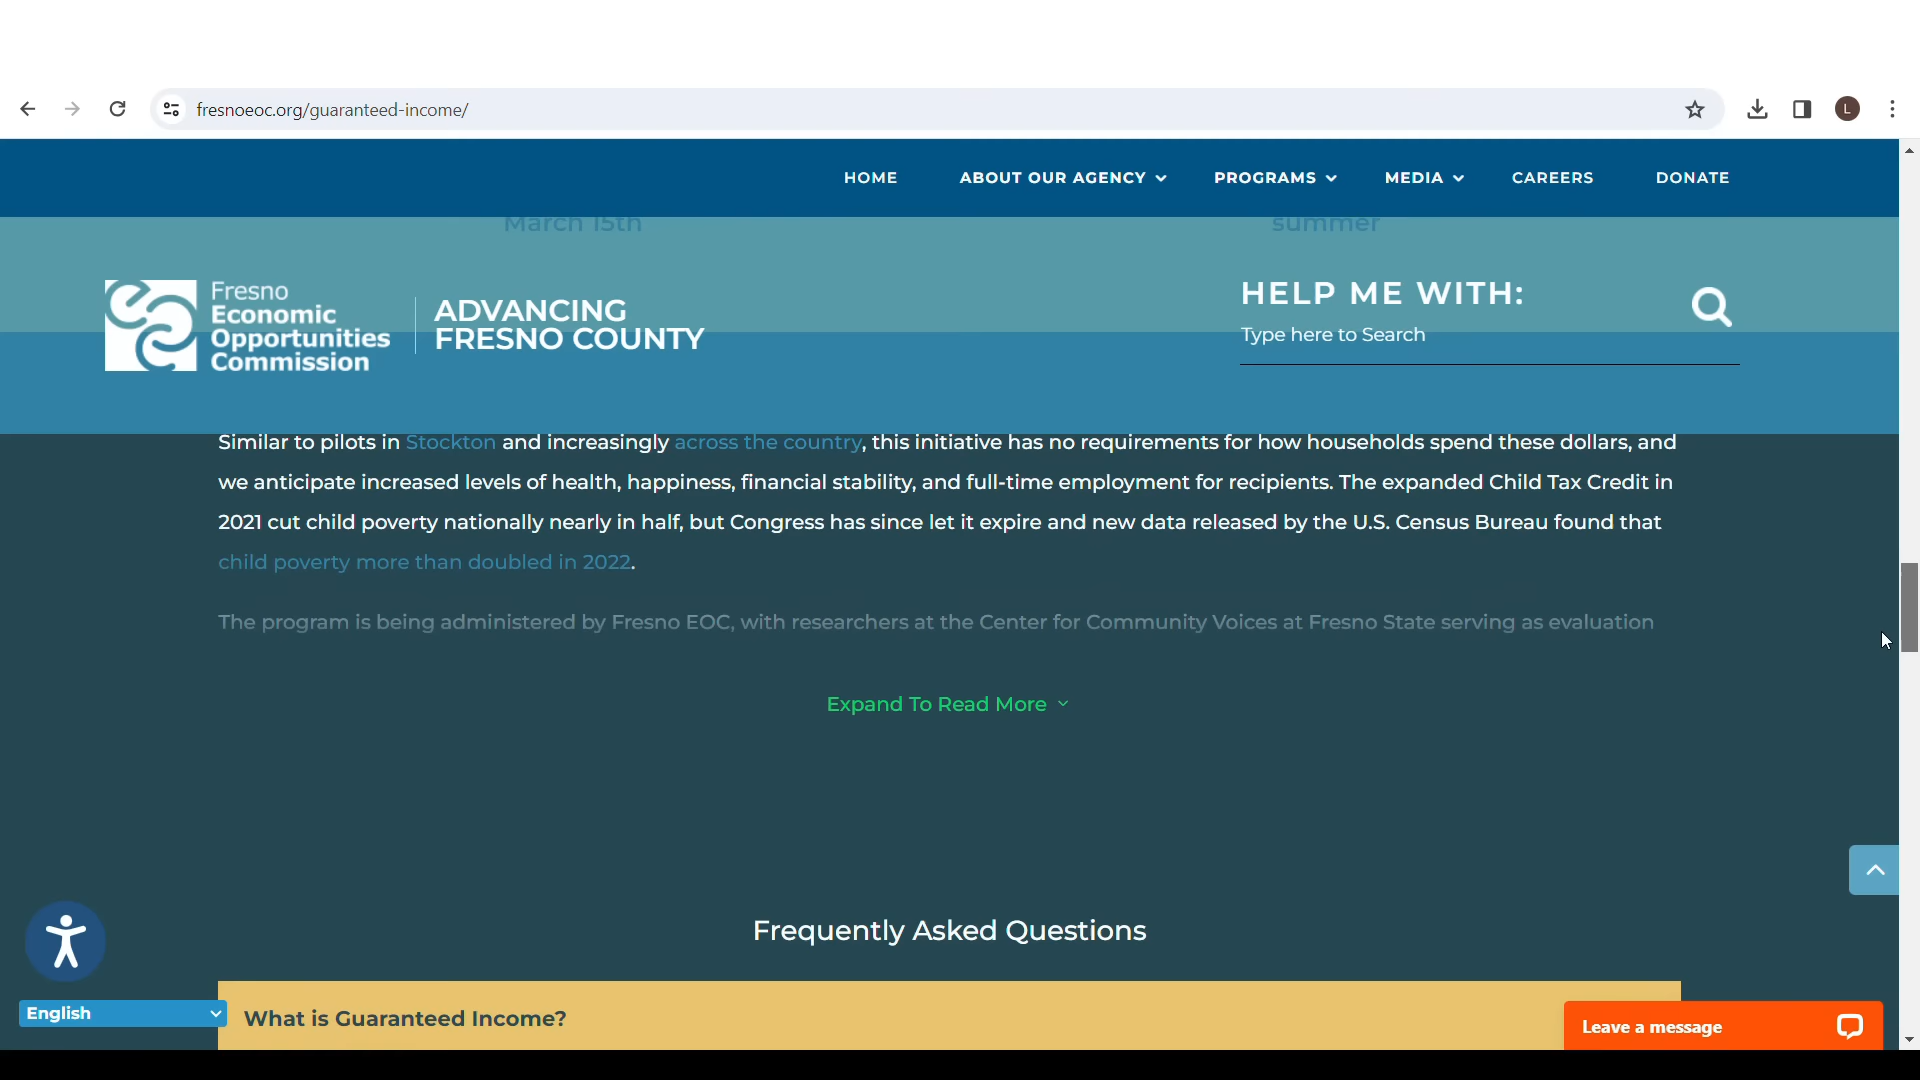 fresnoeoc.org/guaranteed-income/
L
HOME ABOUT OUR AGENCY PROGRAMS MEDIA CAREERS DONATE
March 15th summer
Fresno
Economic
Opportunities
Commission
ADVANCING
FRESNO COUNTY
HELP ME WITH:
Type here to Search
Similar to pilots in Stockton and increasingly across the country, this initiative has no requirements for how households spend these dollars, and
we anticipate increased levels of health, happiness, financial stability, and full-time employment for recipients. The expanded Child Tax Credit in
2021 cut child poverty nationally nearly in half, but Congress has since let it expire and new data released by the U.S. Census Bureau found that
child poverty more than doubled in 2022.
The program is being administered by Fresno EOC, with researchers at the Center for Community Voices at Fresno State serving as evaluation
Expand To Read More
Frequently Asked Questions
English
What is Guaranteed Income?
Leave a message